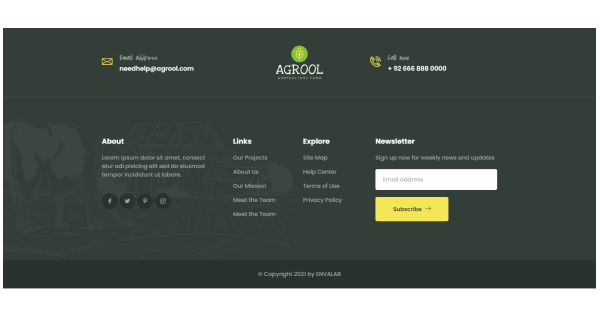 Email Address
needhelp@agrool.com
AGROOL
AGRICULTURE FARM
Call now
+ 92 666 888 0000
About
Lorem ipsum dolor sit amet, consect
etur adi pisicing elit sed do eiusmod
tempor incididunt ut labore.
Links
Our Projects
About Us
Our Mission
Meet the Team
Meet the Team
Explore
Site Map
Help Center
Terms of Use
Privacy Policy
Newsletter
Sign up now for weekly news and updates
Email address
Subscribe →
© Copyright 2021 by ENVALAB